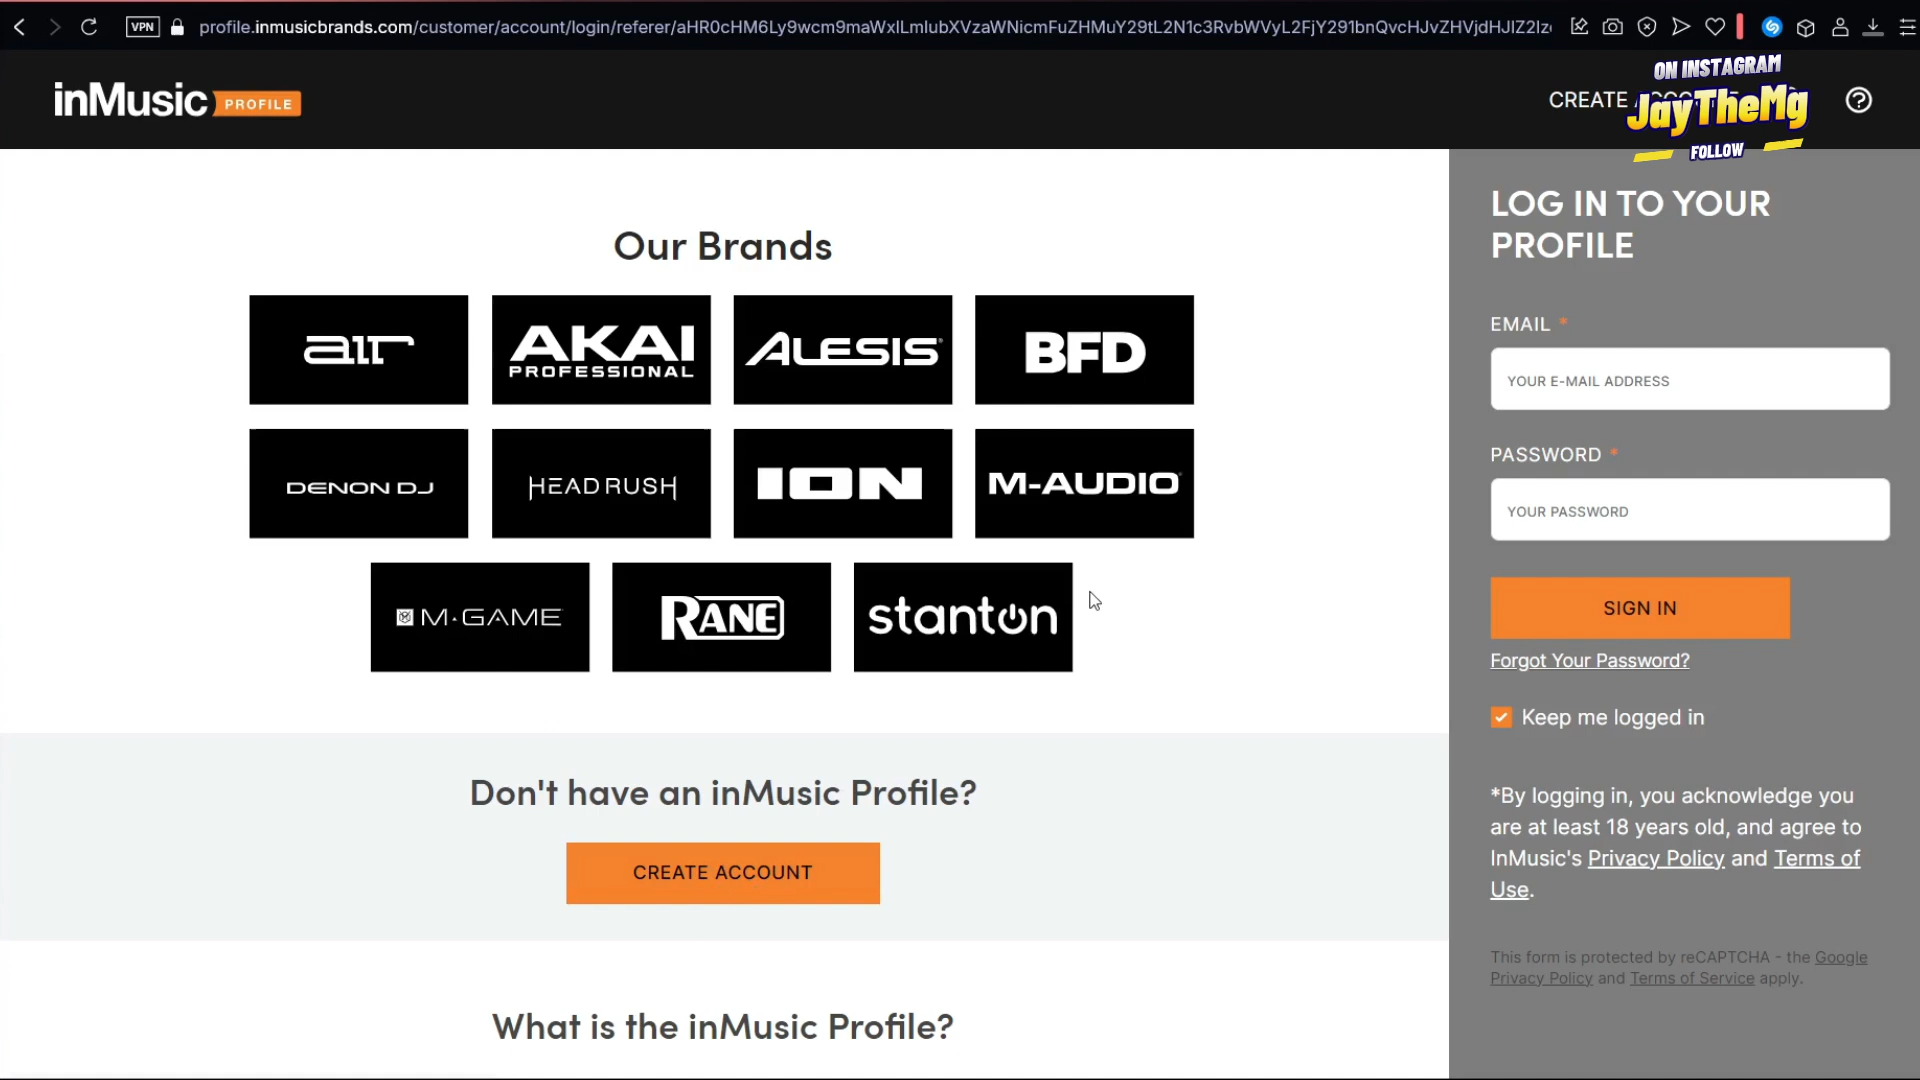 VPN
profile.inmusicbrands.com/customer/account/login/referer/
inMusic PROFILE
CREATE
ON INSTAGRAM
JayTheMg
FOLLOW
Our Brands
AIR
AKAI
PROFESSIONAL
ALESIS
BFD
DENON DJ
HEADRUSH
ION
M-AUDIO
M-GAME
RANE
stanton
Don't have an inMusic Profile?
CREATE ACCOUNT
What is the inMusic Profile?
LOG IN TO YOUR
PROFILE
EMAIL *
YOUR E-MAIL ADDRESS
PASSWORD *
YOUR PASSWORD
SIGN IN
Forgot Your Password?
Keep me logged in
*By logging in, you acknowledge you
are at least 18 years old, and agree to
InMusic's Privacy Policy and Terms of
Use.
This form is protected by reCAPTCHA - the Google
Privacy Policy and Terms of Service apply.